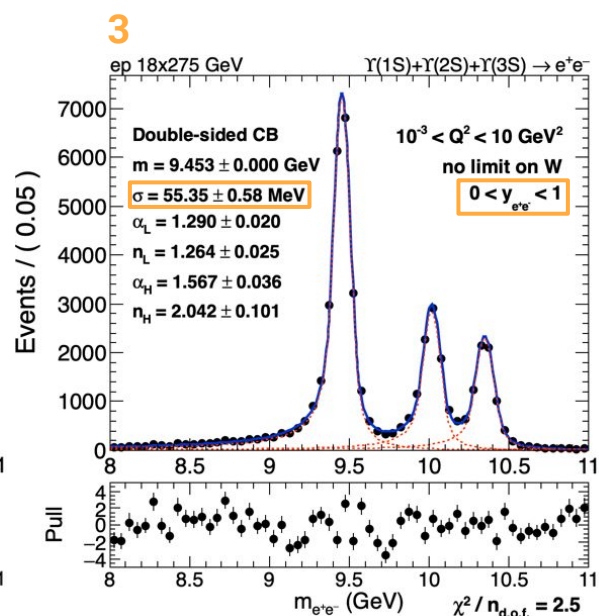 3
ep 18x275 GeV
ϒ(1S)+ϒ(2S)+ϒ(3S) → e⁺e⁻
Double-sided CB
m = 9.453 ± 0.000 GeV
σ = 55.35 ± 0.58 MeV
α_L = 1.290 ± 0.020
n_L = 1.264 ± 0.025
α_H = 1.567 ± 0.036
n_H = 2.042 ± 0.101
10⁻³ < Q² < 10 GeV²
no limit on W
0 < y_e⁺e⁻ < 1
Events / ( 0.05 )
7000
6000
5000
4000
3000
2000
1000
0
8 8.5 9 9.5 10 10.5 11
1
Pull
4
2
0
−2
−4
8 8.5 9 9.5 10 10.5 11
1
m_e⁺e⁻ (GeV)
χ² / n_d.o.f. = 2.5